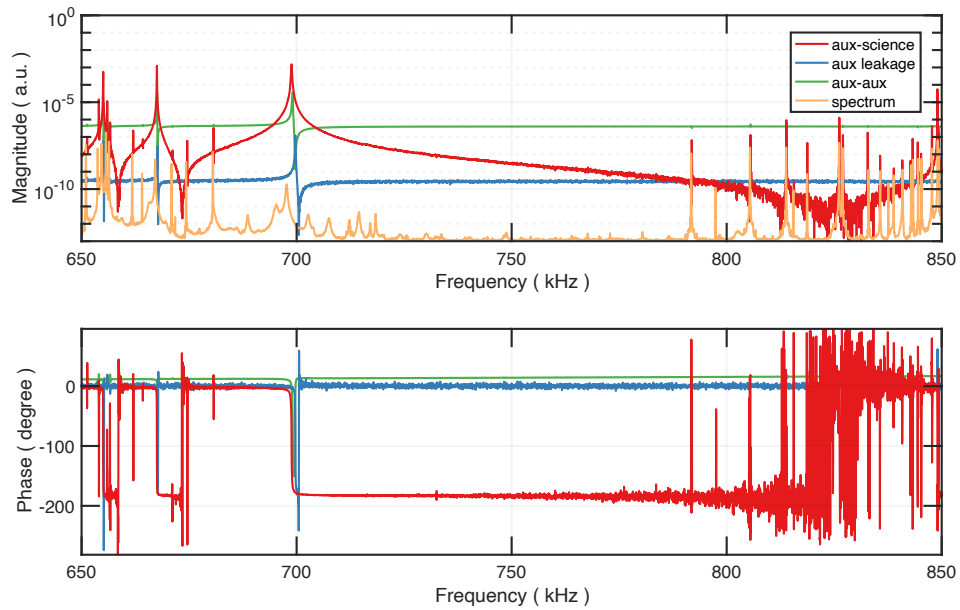 10^0
10^-5
10^-10
Magnitude ( a.u. )
aux-science
aux leakage
aux-aux
spectrum
650 700 750 800 850
Frequency ( kHz )
0
-100
-200
Phase ( degree )
650 700 750 800 850
Frequency ( kHz )